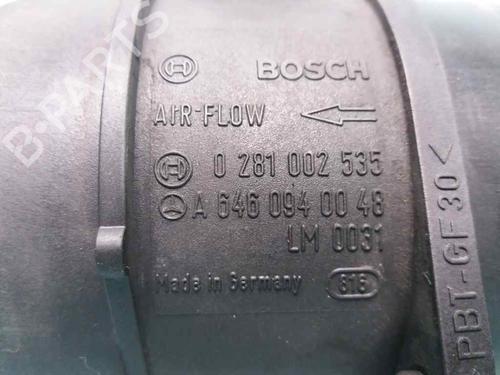 BOSCH
AIR-FLOW
0 281 002 535
A 646 094 00 48
LM 0031
Made in Germany 816
PBT-GF30<
B-PARTS